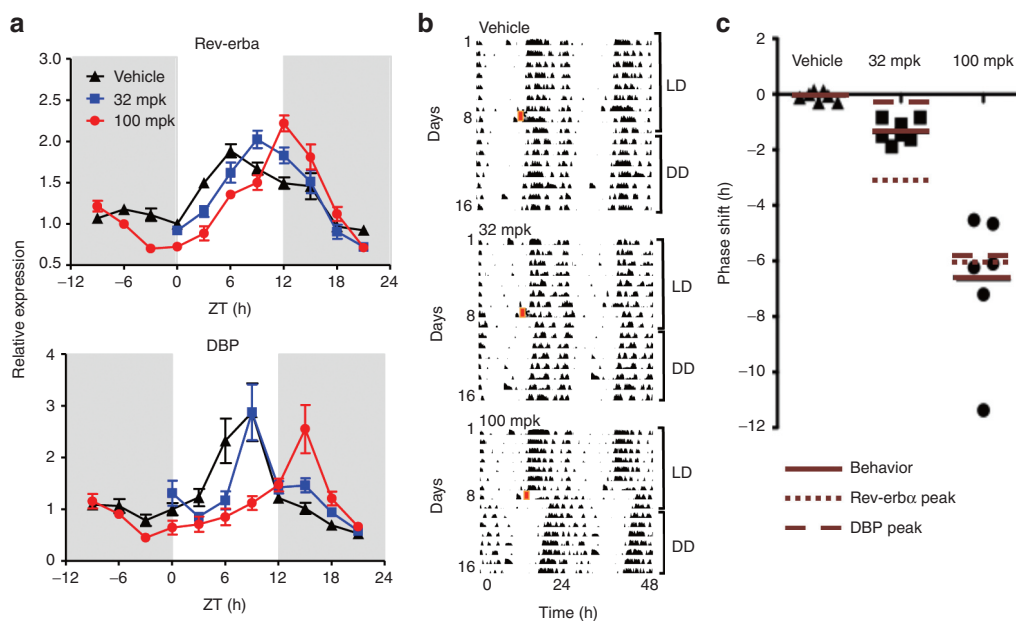 a
Rev-erba
3.0
2.5
2.0
1.5
1.0
0.5
Vehicle
32 mpk
100 mpk
−12
−6
0
6
12
18
24
ZT (h)
Relative expression
DBP
4
3
2
1
0
−12
−6
0
6
12
18
24
ZT (h)
b
Vehicle
1
8
16
Days
LD
DD
32 mpk
1
8
16
Days
LD
DD
100 mpk
1
8
16
Days
LD
DD
0
24
48
Time (h)
c
Vehicle
32 mpk
100 mpk
2
0
−2
−4
−6
−8
−10
−12
Phase shift (h)
Behavior
Rev-erbα peak
DBP peak